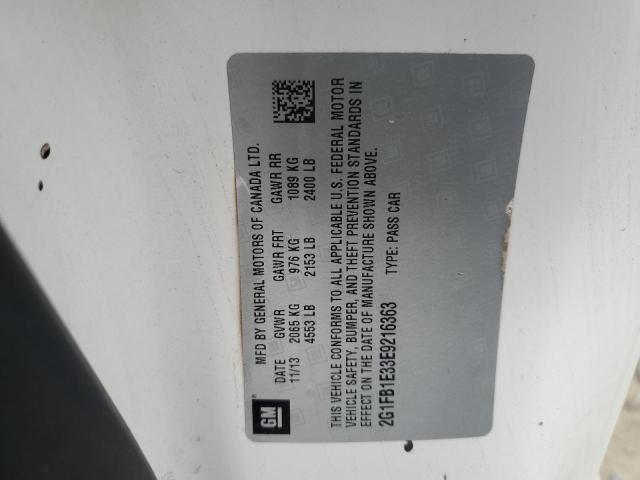 GM
MFD BY GENERAL MOTORS OF CANADA LTD.
DATE GVWR GAWR FRT GAWR RR
11/13 2065 KG 976 KG 1089 KG
4553 LB 2153 LB 2400 LB
THIS VEHICLE CONFORMS TO ALL APPLICABLE U.S. FEDERAL MOTOR
VEHICLE SAFETY, BUMPER, AND THEFT PREVENTION STANDARDS IN
EFFECT ON THE DATE OF MANUFACTURE SHOWN ABOVE.
2G1FB1E33E9216363 TYPE: PASS CAR